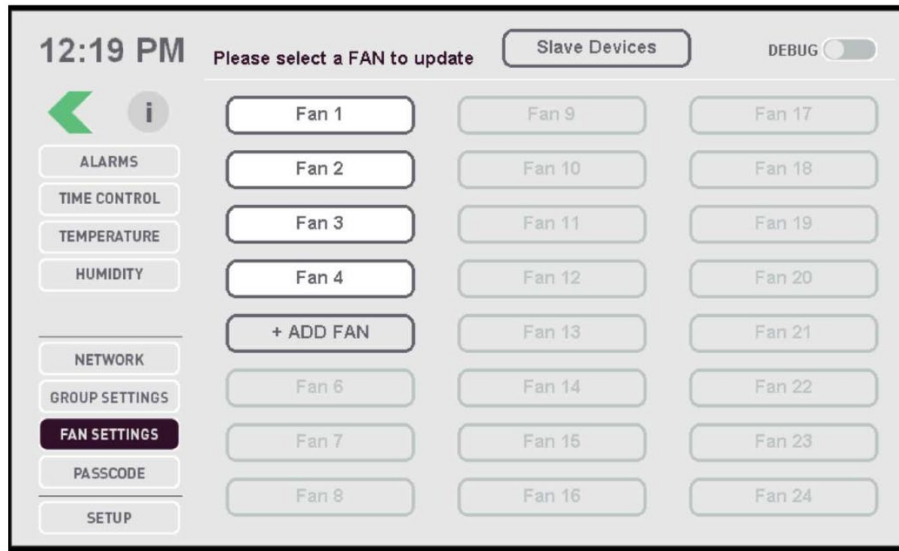 12:19 PM
Please select a FAN to update
Slave Devices
DEBUG
i
ALARMS
TIME CONTROL
TEMPERATURE
HUMIDITY
NETWORK
GROUP SETTINGS
FAN SETTINGS
PASSCODE
SETUP
Fan 1
Fan 2
Fan 3
Fan 4
+ ADD FAN
Fan 6
Fan 7
Fan 8
Fan 9
Fan 10
Fan 11
Fan 12
Fan 13
Fan 14
Fan 15
Fan 16
Fan 17
Fan 18
Fan 19
Fan 20
Fan 21
Fan 22
Fan 23
Fan 24